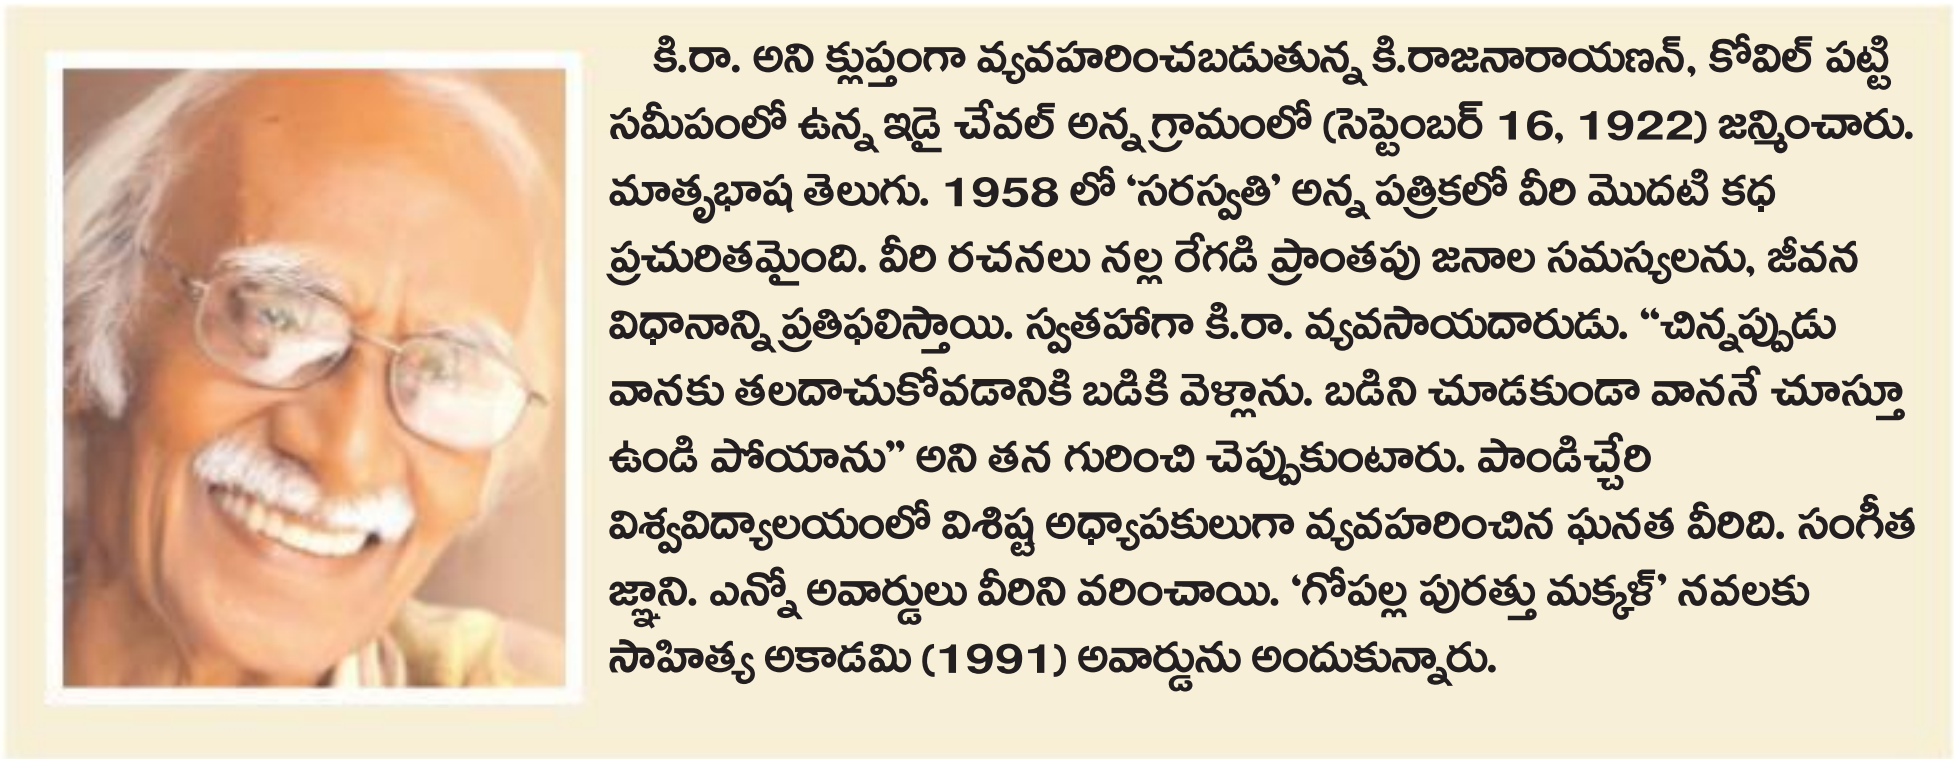 కి.రా. అని క్లుప్తంగా వ్యవహరించబడుతున్న కి.రాజనారాయణన్, కోవిల్ పట్టి
సమీపంలో ఉన్న ఇడై చేవల్ అన్న గ్రామంలో (సెప్టెంబర్ 16, 1922) జన్మించారు.
మాతృభాష తెలుగు. 1958 లో ‘సరస్వతి’ అన్న పత్రికలో వీరి మొదటి కధ
ప్రచురితమైంది. వీరి రచనలు నల్ల రేగడి ప్రాంతపు జనాల సమస్యలను, జీవన
విధానాన్ని ప్రతిఫలిస్తాయి. స్వతహాగా కి.రా. వ్యవసాయదారుడు. “చిన్నప్పుడు
వానకు తలదాచుకోవడానికి బడికి వెళ్లాను. బడిని చూడకుండా వాననే చూస్తూ
ఉండి పోయాను” అని తన గురించి చెప్పుకుంటారు. పాండిచ్చేరి
విశ్వవిద్యాలయంలో విశిష్ట అధ్యాపకులుగా వ్యవహరించిన ఘనత వీరిది. సంగీత
జ్ఞాని. ఎన్నో అవార్డులు వీరిని వరించాయి. ‘గోపల్ల పురత్తు మక్కళ్’ నవలకు
సాహిత్య అకాడమి (1991) అవార్డును అందుకున్నారు.